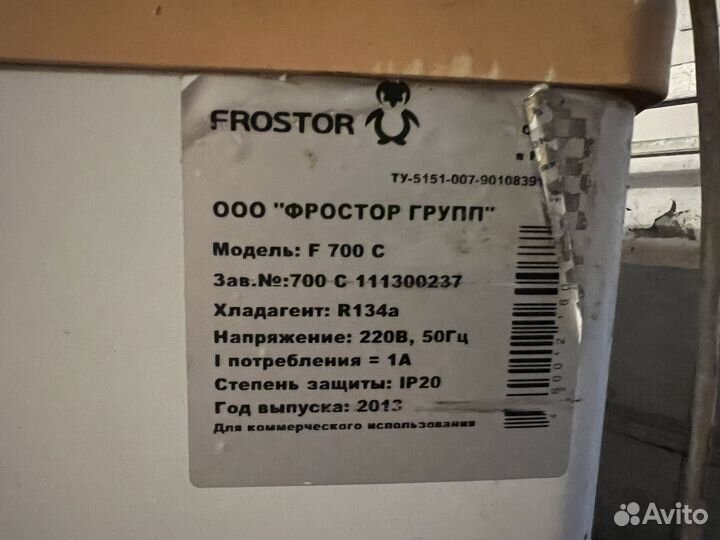 FROSTOR
ТУ-5151-007-9010839
ООО "ФРОСТОР ГРУПП"
Модель: F 700 C
Зав.№:700 С 111300237
Хладагент: R134a
Напряжение: 220В, 50Гц
I потребления = 1А
Степень защиты: IP20
Год выпуска: 2013
Для коммерческого использования
Avito